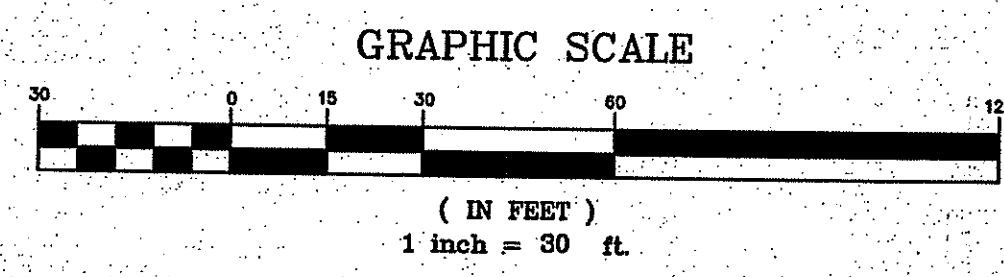 GRAPHIC SCALE
30 0 15 30 60 12
( IN FEET )
1 inch = 30 ft.